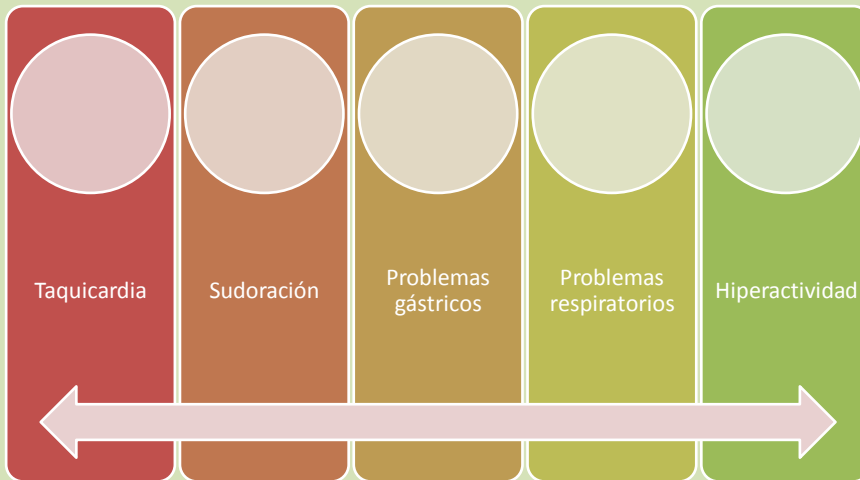 Taquicardia
Sudoración
Problemas
gástricos
Problemas
respiratorios
Hiperactividad